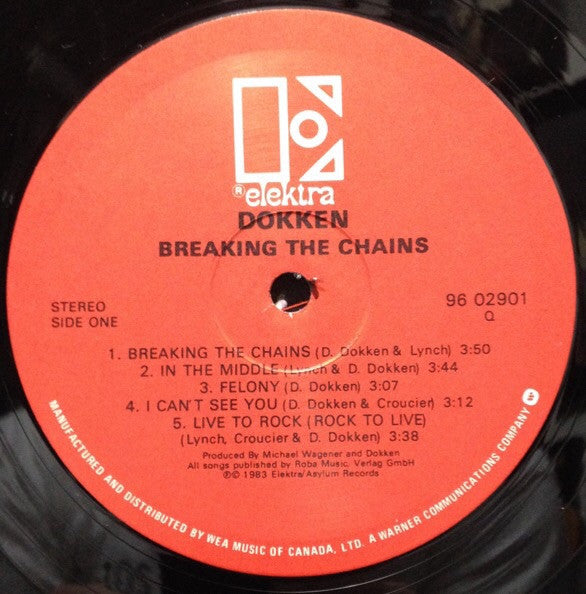 ® elektra
DOKKEN
BREAKING THE CHAINS
STEREO
SIDE ONE
96 02901
Q
1. BREAKING THE CHAINS (D. Dokken & Lynch) 3:50
2. IN THE MIDDLE (Lynch & D. Dokken) 3:44
3. FELONY (D. Dokken) 3:07
4. I CAN'T SEE YOU (D. Dokken & Croucier) 3:12
5. LIVE TO ROCK (ROCK TO LIVE)
(Lynch, Croucier & D. Dokken) 3:38
Produced By Michael Wagener and Dokken
All songs published by Roba Music. Verlag GmbH
℗© 1983 Elektra/Asylum Records
MANUFACTURED AND DISTRIBUTED BY WEA MUSIC OF CANADA, LTD. A WARNER COMMUNICATIONS COMPANY